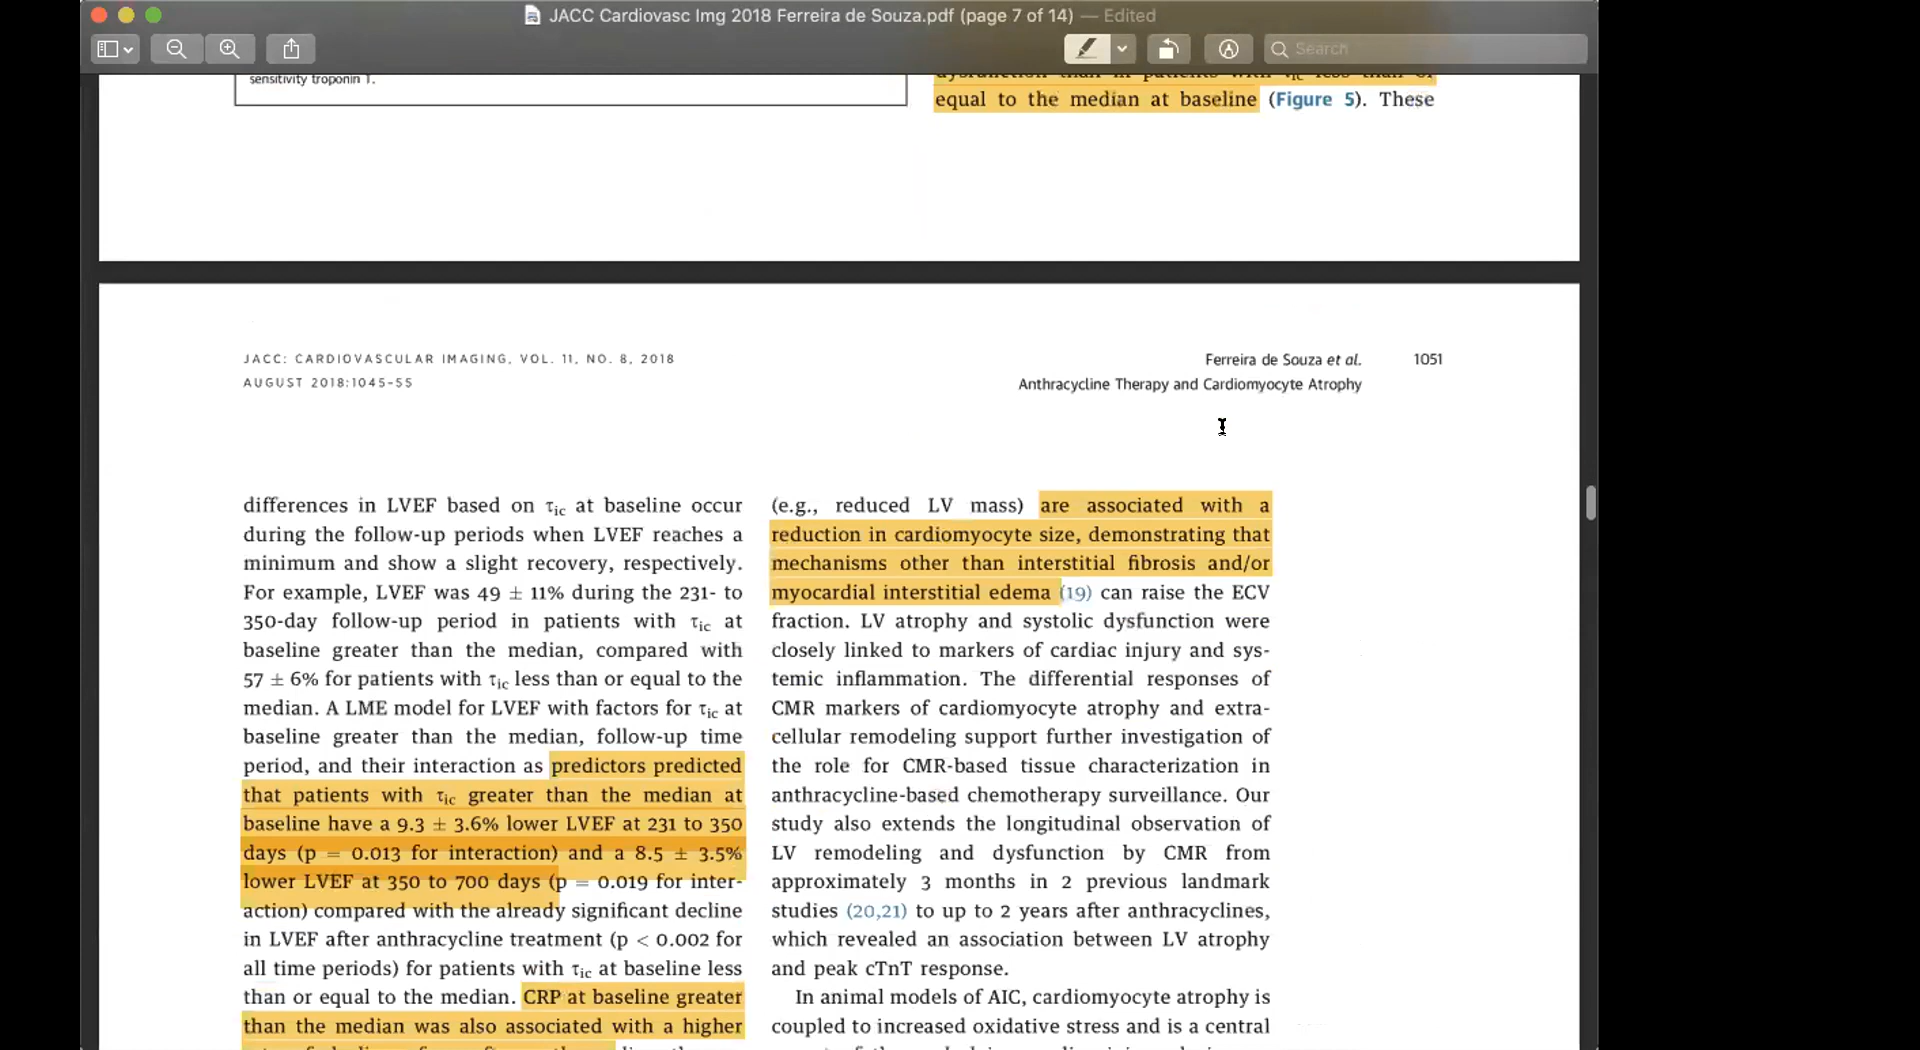 JACC Cardiovasc Img 2018 Ferreira de Souza.pdf (page 7 of 14) — Edited
Search
sensitivity troponin T.
dysfunction than in patients with τic less than or
equal to the median at baseline (Figure 5). These
JACC: CARDIOVASCULAR IMAGING, VOL. 11, NO. 8, 2018
AUGUST 2018:1045–55
Ferreira de Souza et al.
1051
Anthracycline Therapy and Cardiomyocyte Atrophy
differences in LVEF based on τic at baseline occur
during the follow-up periods when LVEF reaches a
minimum and show a slight recovery, respectively.
For example, LVEF was 49 ± 11% during the 231- to
350-day follow-up period in patients with τic at
baseline greater than the median, compared with
57 ± 6% for patients with τic less than or equal to the
median. A LME model for LVEF with factors for τic at
baseline greater than the median, follow-up time
period, and their interaction as predictors predicted
that patients with τic greater than the median at
baseline have a 9.3 ± 3.6% lower LVEF at 231 to 350
days (p = 0.013 for interaction) and a 8.5 ± 3.5%
lower LVEF at 350 to 700 days (p = 0.019 for inter-
action) compared with the already significant decline
in LVEF after anthracycline treatment (p < 0.002 for
all time periods) for patients with τic at baseline less
than or equal to the median. CRP at baseline greater
than the median was also associated with a higher
(e.g., reduced LV mass) are associated with a
reduction in cardiomyocyte size, demonstrating that
mechanisms other than interstitial fibrosis and/or
myocardial interstitial edema (19) can raise the ECV
fraction. LV atrophy and systolic dysfunction were
closely linked to markers of cardiac injury and sys-
temic inflammation. The differential responses of
CMR markers of cardiomyocyte atrophy and extra-
cellular remodeling support further investigation of
the role for CMR-based tissue characterization in
anthracycline-based chemotherapy surveillance. Our
study also extends the longitudinal observation of
LV remodeling and dysfunction by CMR from
approximately 3 months in 2 previous landmark
studies (20,21) to up to 2 years after anthracyclines,
which revealed an association between LV atrophy
and peak cTnT response.
In animal models of AIC, cardiomyocyte atrophy is
coupled to increased oxidative stress and is a central